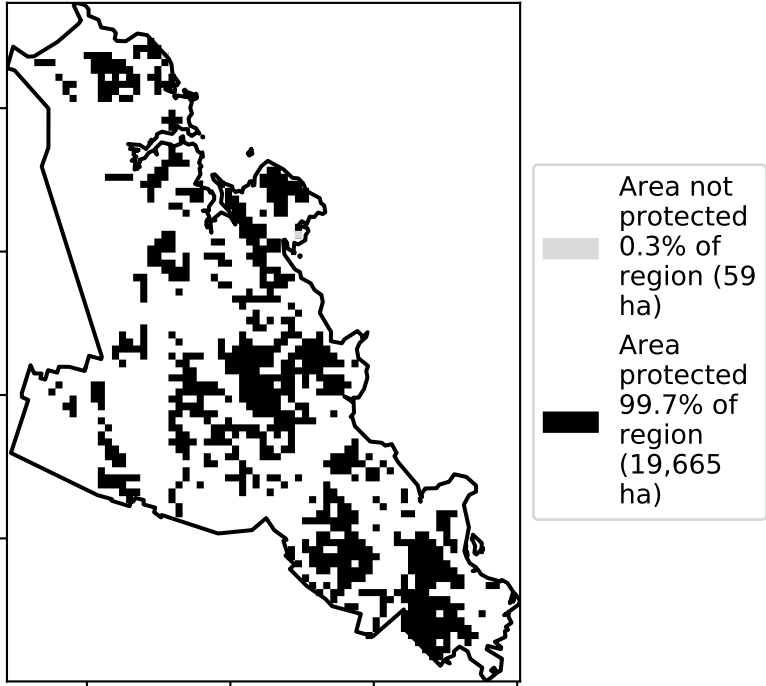 Area not
protected
0.3% of
region (59
ha)
Area
protected
99.7% of
region
(19,665
ha)